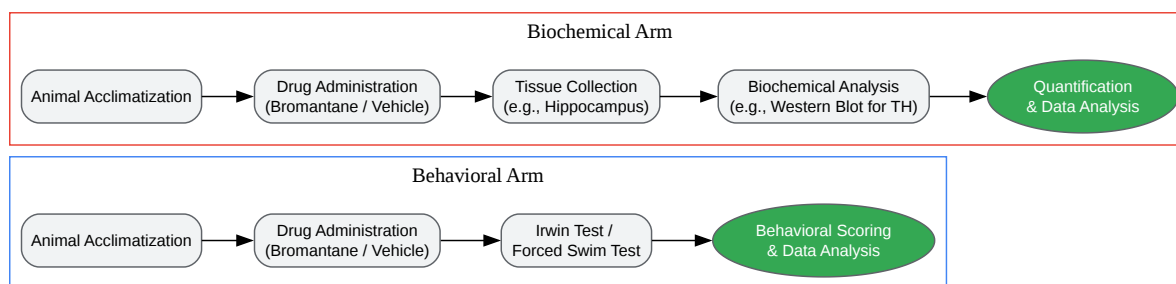 Biochemical Arm
Animal Acclimatization
Drug Administration
(Bromantane / Vehicle)
Tissue Collection
(e.g., Hippocampus)
Biochemical Analysis
(e.g., Western Blot for TH)
Quantification
& Data Analysis
Behavioral Arm
Animal Acclimatization
Drug Administration
(Bromantane / Vehicle)
Irwin Test /
Forced Swim Test
Behavioral Scoring
& Data Analysis